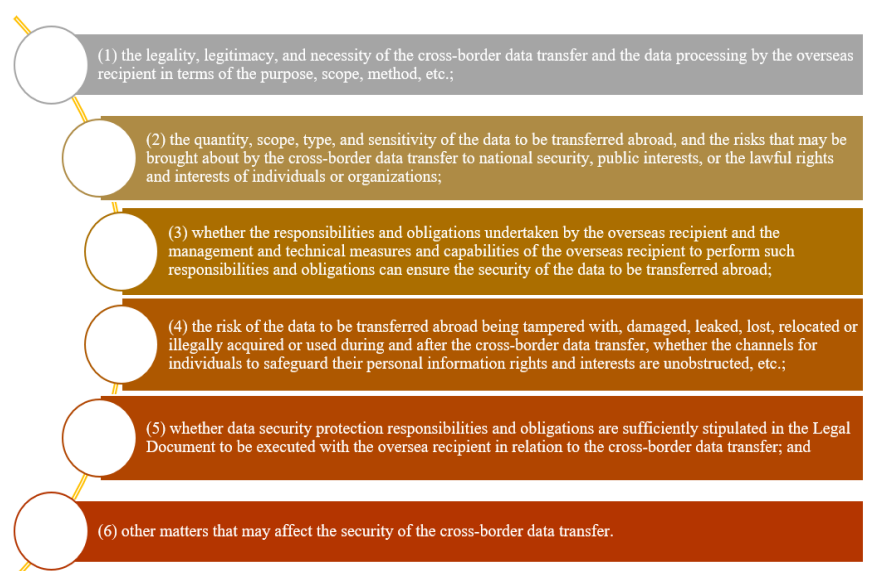 (1) the legality, legitimacy, and necessity of the cross-border data transfer and the data processing by the overseas
recipient in terms of the purpose, scope, method, etc.;
(2) the quantity, scope, type, and sensitivity of the data to be transferred abroad, and the risks that may be
brought about by the cross-border data transfer to national security, public interests, or the lawful rights
and interests of individuals or organizations;
(3) whether the responsibilities and obligations undertaken by the overseas recipient and the
management and technical measures and capabilities of the overseas recipient to perform such
responsibilities and obligations can ensure the security of the data to be transferred abroad;
(4) the risk of the data to be transferred abroad being tampered with, damaged, leaked, lost, relocated or
illegally acquired or used during and after the cross-border data transfer, whether the channels for
individuals to safeguard their personal information rights and interests are unobstructed, etc.;
(5) whether data security protection responsibilities and obligations are sufficiently stipulated in the Legal
Document to be executed with the oversea recipient in relation to the cross-border data transfer; and
(6) other matters that may affect the security of the cross-border data transfer.